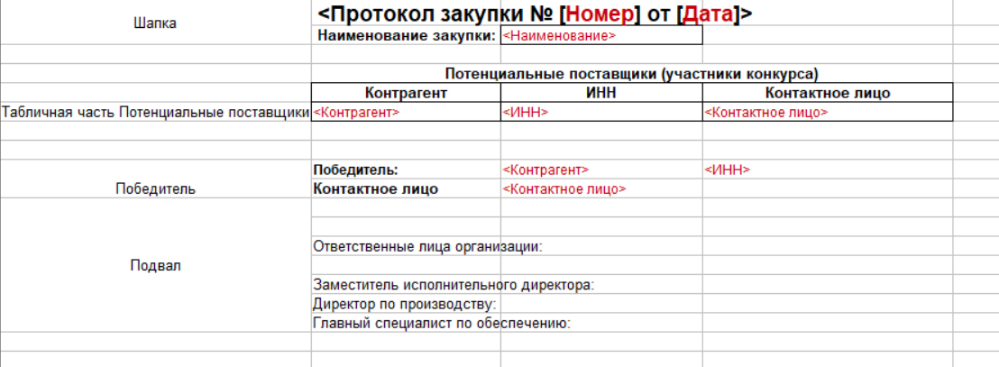 Шапка
<Протокол закупки № [Номер] от [Дата]>
Наименование закупки: <Наименование>
Потенциальные поставщики (участники конкурса)
Контрагент ИНН Контактное лицо
Табличная часть Потенциальные поставщики <Контрагент> <ИНН> <Контактное лицо>
Победитель: <Контрагент> <ИНН>
Победитель Контактное лицо <Контактное лицо>
Ответственные лица организации:
Подвал
Заместитель исполнительного директора:
Директор по производству:
Главный специалист по обеспечению: